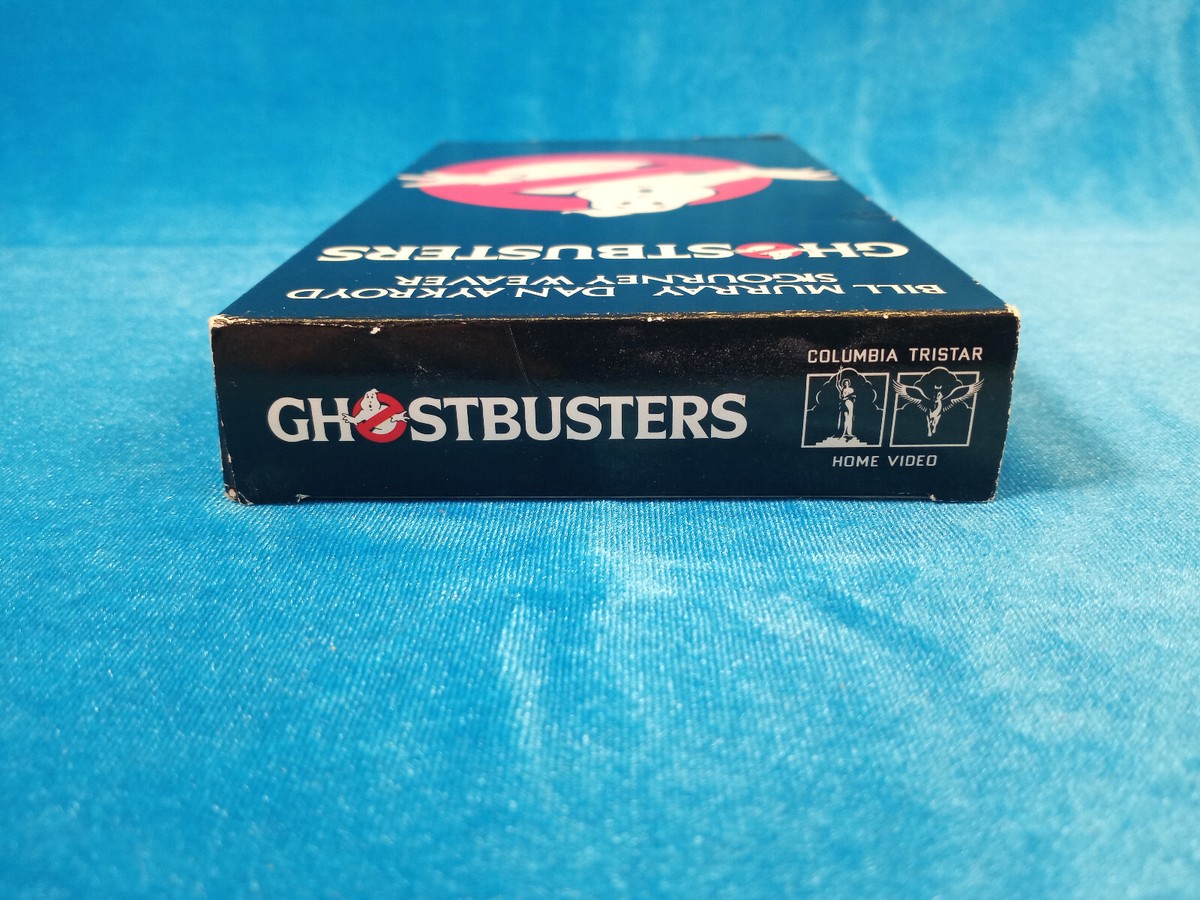 GHOSTBUSTERS
BILL MURRAY DAN AYKROYD
SIGOURNEY WEAVER
GHOSTBUSTERS
COLUMBIA TRISTAR
HOME VIDEO